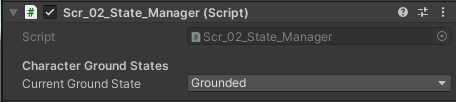 Scr_02_State_Manager (Script)
Script Scr_02_State_Manager
Character Ground States
Current Ground State Grounded